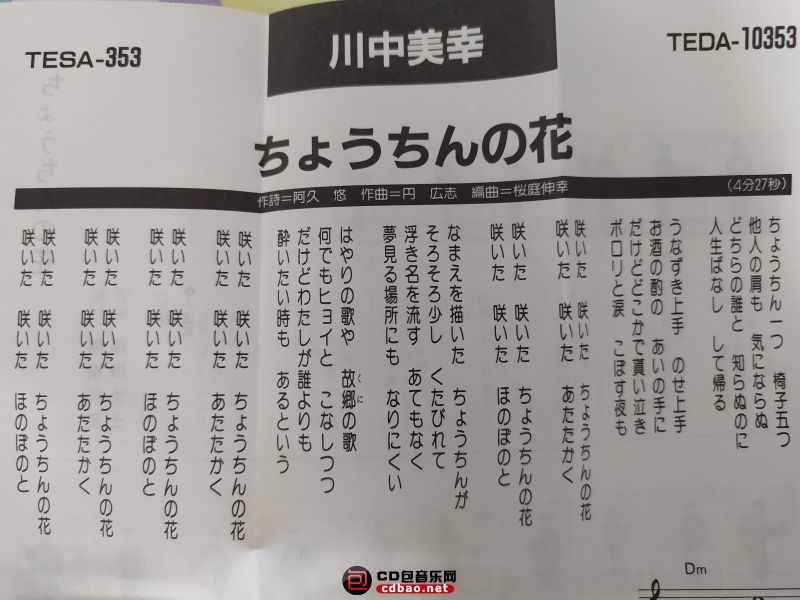 TESA-353
川中美幸
TEDA-10353
ちょうちんの花
作詩=阿久　悠　作曲=円　広志　編曲=桜庭伸幸
(4分27秒)
ちょうちん一つ　椅子五つ
他人の肩も　気にならぬ
どちらの誰と　知らぬのに
人生ばなし　して帰る
うなずき上手　のせ上手
お酒の酌の　あいの手に
だけどどこかで貰い泣き
ポロリと涙　こぼす夜も
咲いた　咲いた　ちょうちんの花
咲いた　咲いた　あたたかく
咲いた　咲いた　ちょうちんの花
咲いた　咲いた　ほのぼのと
なまえを描いた　ちょうちんが
そろそろ少し　くたびれて
浮き名を流す　あてもなく
夢見る場所にも　なりにくい
はやりの歌や　故郷の歌
くに
何でもヒョイと　こなしつつ
だけどわたしが誰よりも
酔いたい時も　あるという
咲いた　咲いた　ちょうちんの花
咲いた　咲いた　あたたかく
咲いた　咲いた　ちょうちんの花
咲いた　咲いた　ほのぼのと
咲いた　咲いた　ちょうちんの花
咲いた　咲いた　あたたかく
咲いた　咲いた　ちょうちんの花
咲いた　咲いた　ほのぼのと
Dm
CD包音乐网
cdbao.net